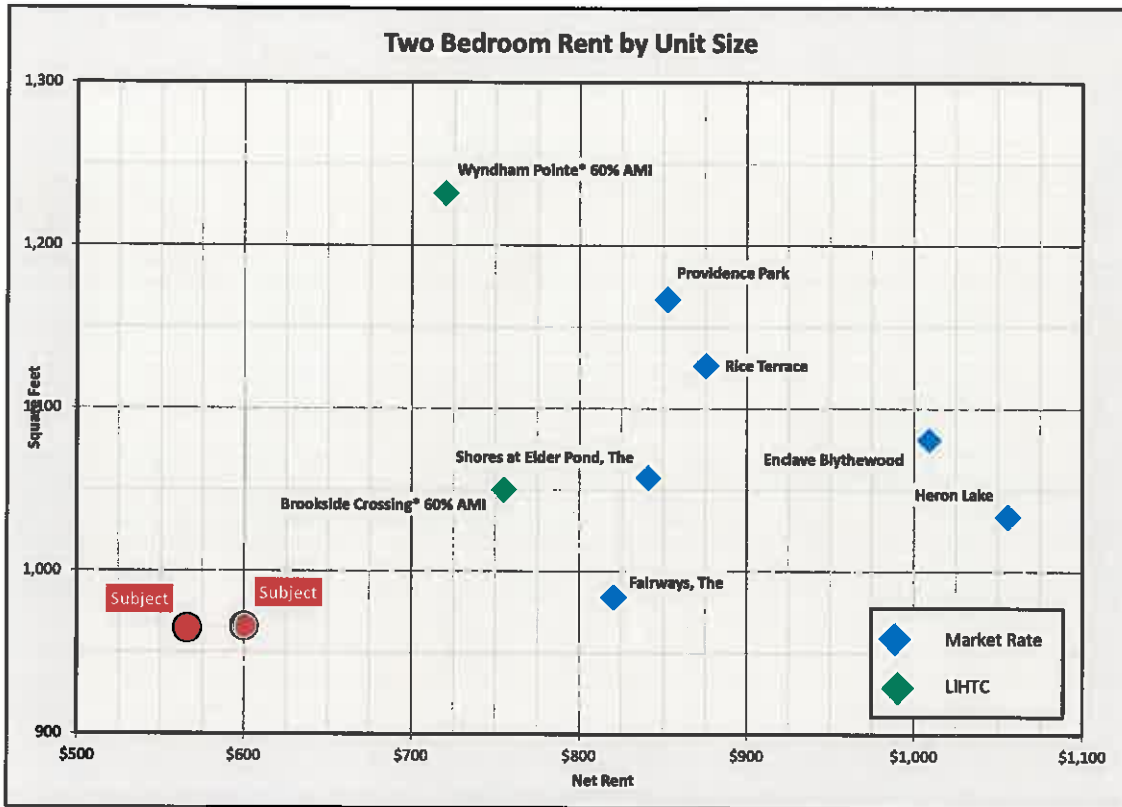 Two Bedroom Rent by Unit Size
1,300
Wyndham Pointe* 60% AMI
1,200
Providence Park
Rice Terrace
1,100
Square Feet
Shores at Elder Pond, The
Enclave Blythewood
Brookside Crossing* 60% AMI
Heron Lake
1,000
Subject
Subject
Fairways, The
Market Rate
LIHTC
900
$500
$600
$700
$800
$900
$1,000
$1,100
Net Rent